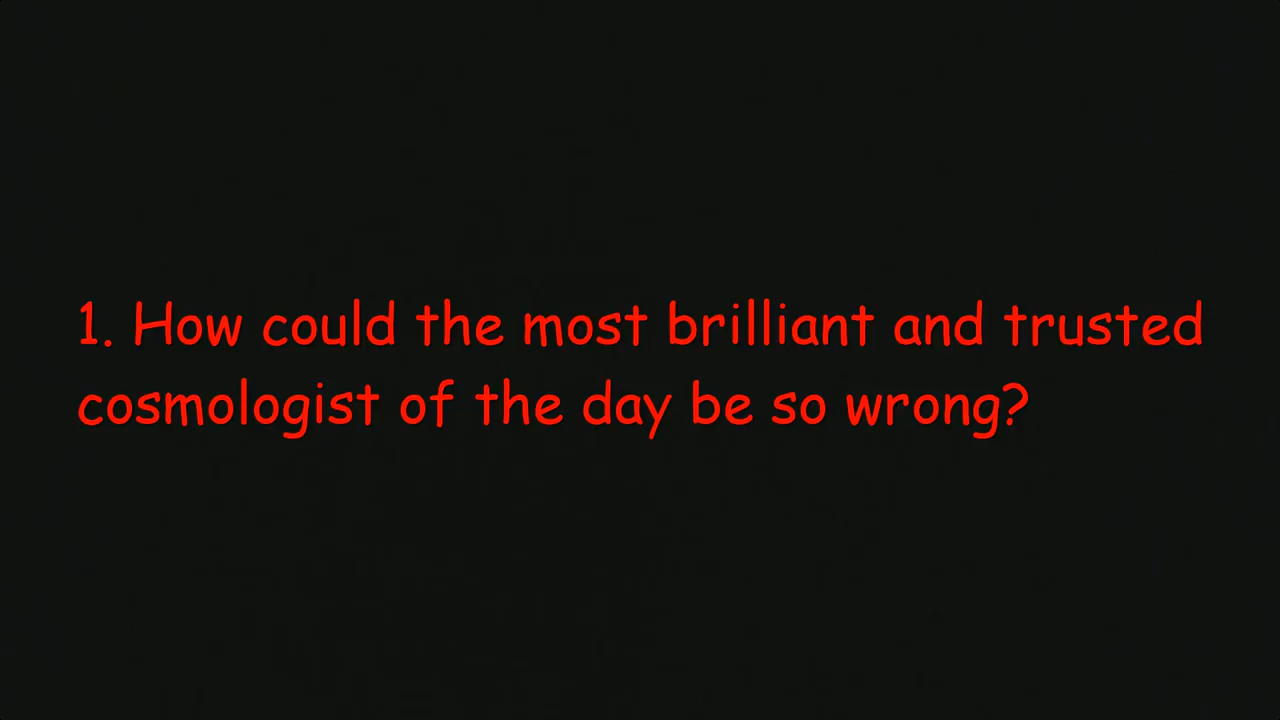 1. How could the most brilliant and trusted
cosmologist of the day be so wrong?